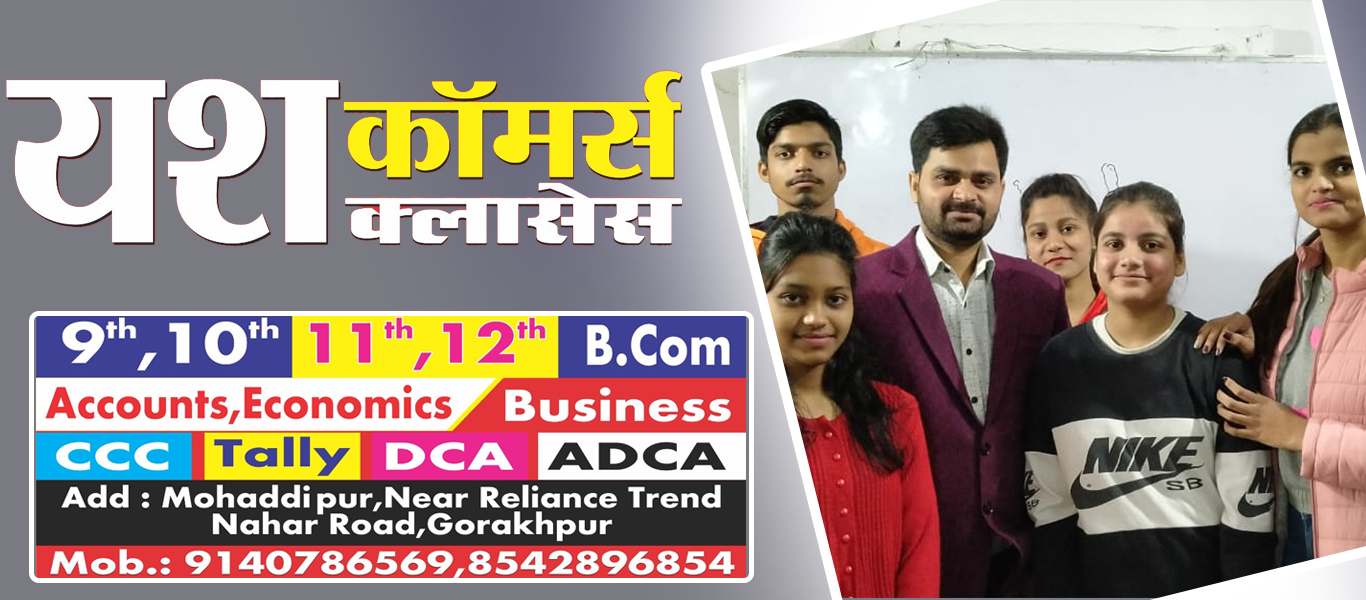 यश कॉमर्स
क्लासेस
9th,10th 11th,12th B.Com
Accounts,Economics Business
CCC Tally DCA ADCA
Add : Mohaddipur,Near Reliance Trend
Nahar Road,Gorakhpur
Mob.: 9140786569,8542896854
NIKE
SB